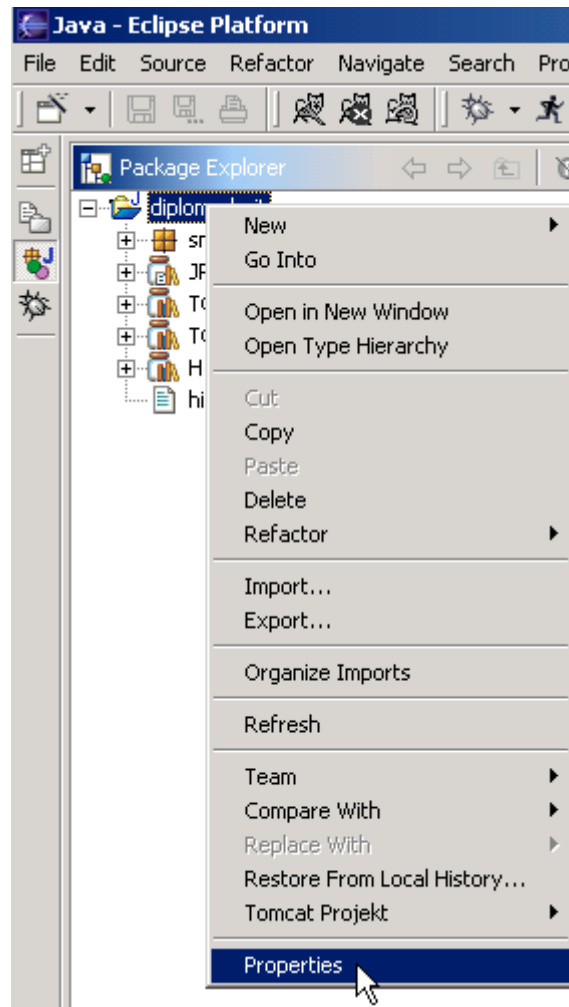 Java - Eclipse Platform
File Edit Source Refactor Navigate Search Pro
Package Explorer
New
Go Into
Open in New Window
Open Type Hierarchy
Cut
Copy
Paste
Delete
Refactor
Import...
Export...
Organize Imports
Refresh
Team
Compare With
Replace With
Restore From Local History...
Tomcat Projekt
Properties